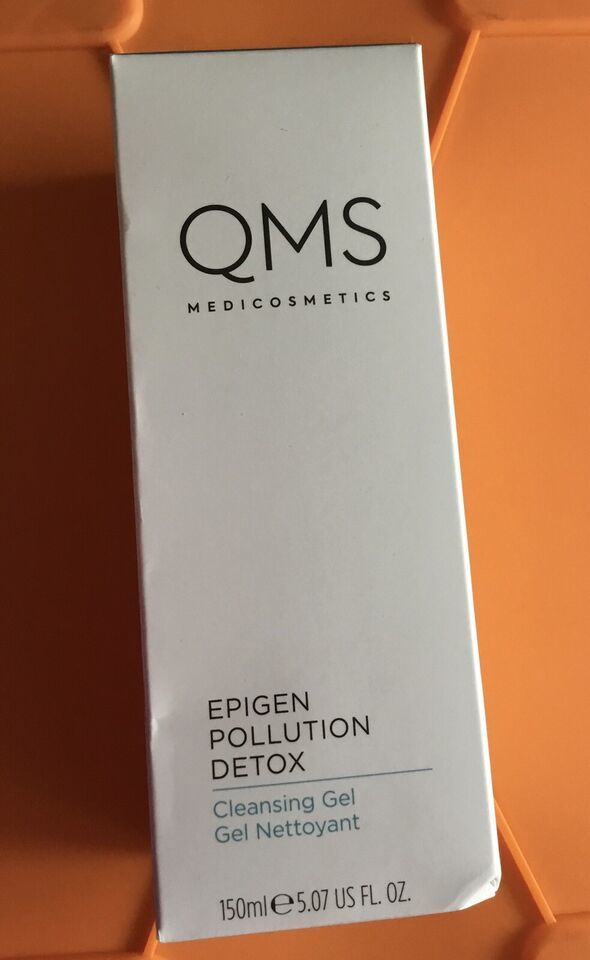 QMS
MEDICOSMETICS
EPIGEN
POLLUTION
DETOX
Cleansing Gel
Gel Nettoyant
150ml ℮ 5.07 US FL. OZ.